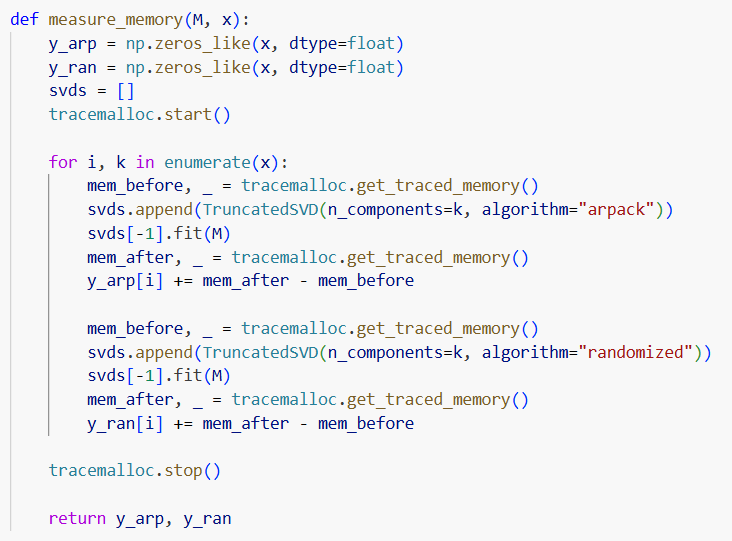 def measure_memory(M, x):
    y_arp = np.zeros_like(x, dtype=float)
    y_ran = np.zeros_like(x, dtype=float)
    svds = []
    tracemalloc.start()

    for i, k in enumerate(x):
        mem_before, _ = tracemalloc.get_traced_memory()
        svds.append(TruncatedSVD(n_components=k, algorithm="arpack"))
        svds[-1].fit(M)
        mem_after, _ = tracemalloc.get_traced_memory()
        y_arp[i] += mem_after - mem_before

        mem_before, _ = tracemalloc.get_traced_memory()
        svds.append(TruncatedSVD(n_components=k, algorithm="randomized"))
        svds[-1].fit(M)
        mem_after, _ = tracemalloc.get_traced_memory()
        y_ran[i] += mem_after - mem_before

    tracemalloc.stop()

    return y_arp, y_ran